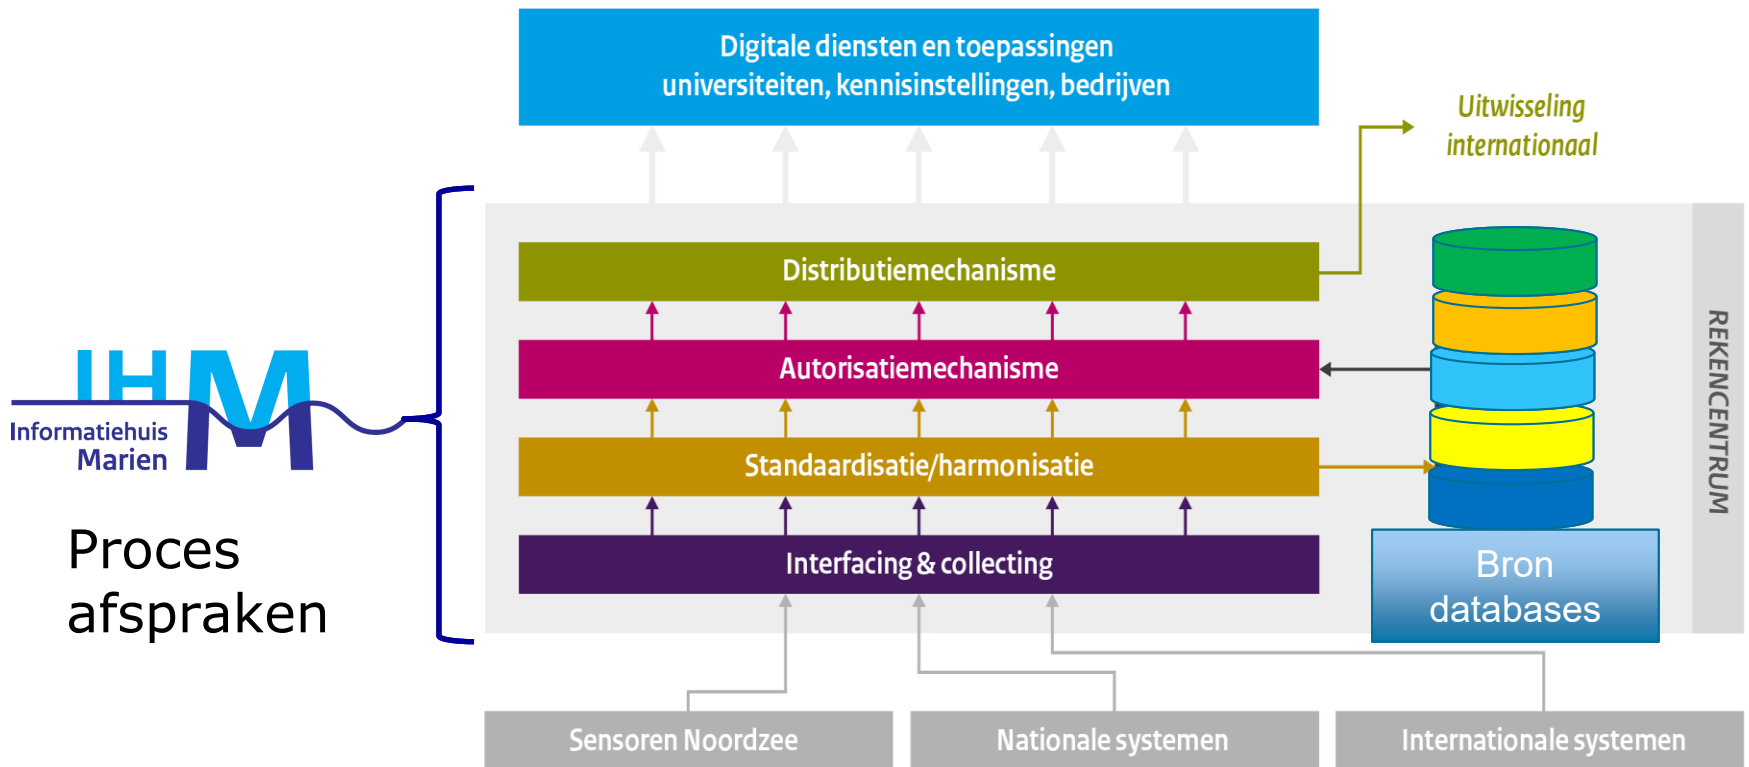 Digitale diensten en toepassingen
universiteiten, kennisinstellingen, bedrijven
Uitwisseling
internationaal
Distributiemechanisme
Autorisatiemechanisme
Standaardisatie/harmonisatie
Interfacing & collecting
Bron
databases
REKENCENTRUM
IHM
Informatiehuis
Marien
Proces
afspraken
Sensoren Noordzee
Nationale systemen
Internationale systemen